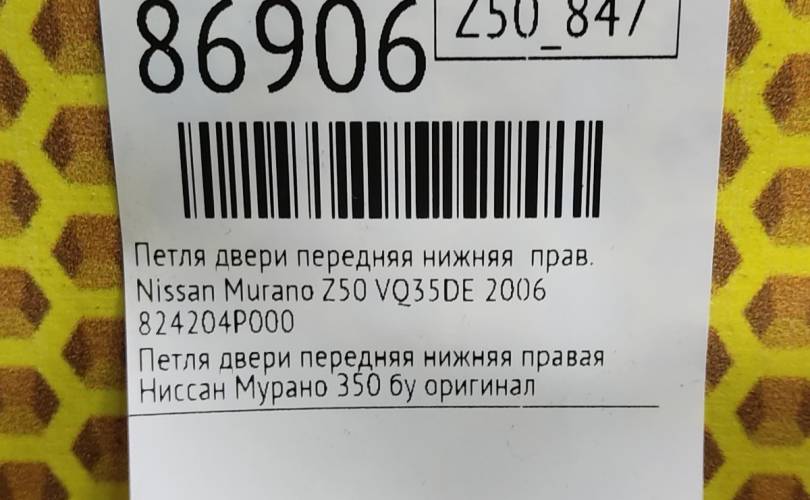 86906
Z50_847
Петля двери передняя нижняя прав.
Nissan Murano Z50 VQ35DE 2006
824204P000
Петля двери передняя нижняя правая
Ниссан Мурано З50 бу оригинал